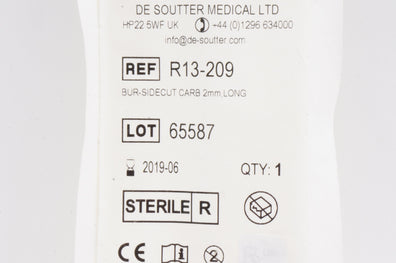 DE SOUTTER MEDICAL LTD
HP22 5WF UK +44 (0)1296 634000
info@de-soutter.com
REF R13-209
BUR-SIDECUT CARB 2mm, LONG
LOT 65587
2019-06 QTY: 1
STERILE R
CE i 2